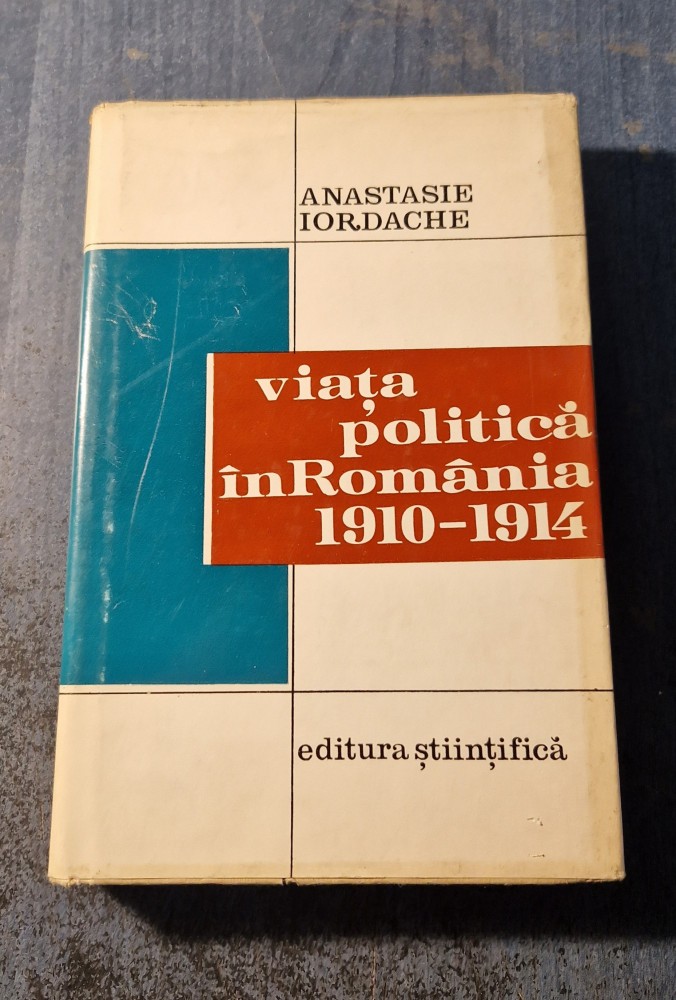 ANASTASIE
IORDACHE
viața
politică
în România
1910-1914
editura științifică